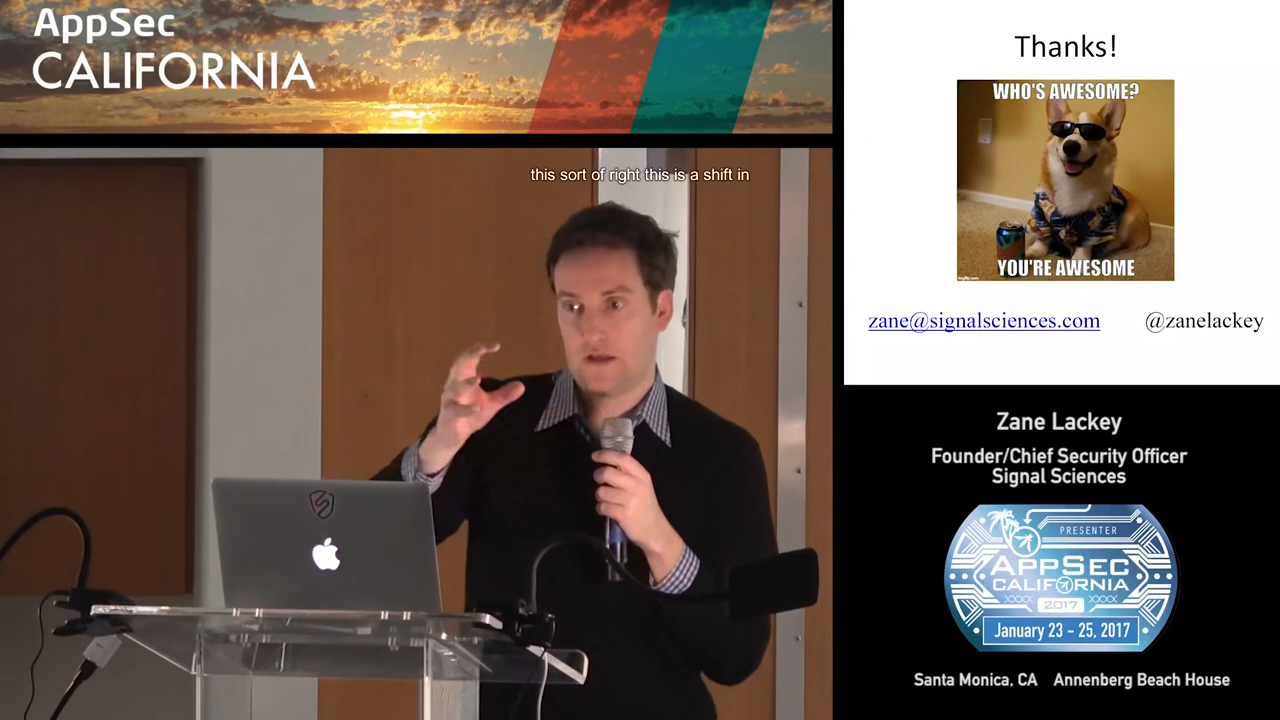 AppSec
CALIFORNIA
this sort of right this is a shift in
Thanks!
WHO'S AWESOME?
YOU'RE AWESOME
imgflip.com
zane@signalsciences.com @zanelackey
Zane Lackey
Founder/Chief Security Officer
Signal Sciences
PRESENTER
APPSEC
CALIFORNIA
2017
January 23 - 25, 2017
Santa Monica, CA Annenberg Beach House